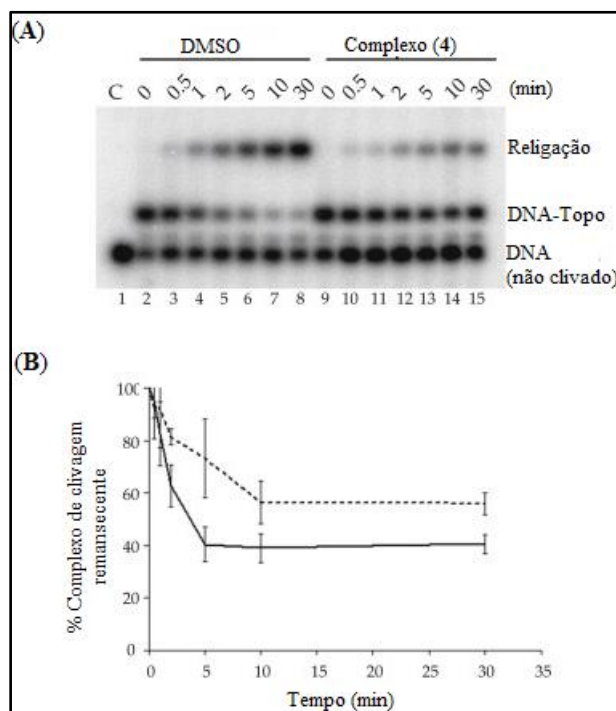 (A)
DMSO Complexo (4)
C 0 0.5 1 2 5 10 30 0 0.5 1 2 5 10 30 (min)
Religação
DNA-Topo
DNA
(não clivado)
1 2 3 4 5 6 7 8 9 10 11 12 13 14 15
(B)
% Complexo de clivagem
remansecente
100
80
60
40
20
0
0 5 10 15 20 25 30 35
Tempo (min)